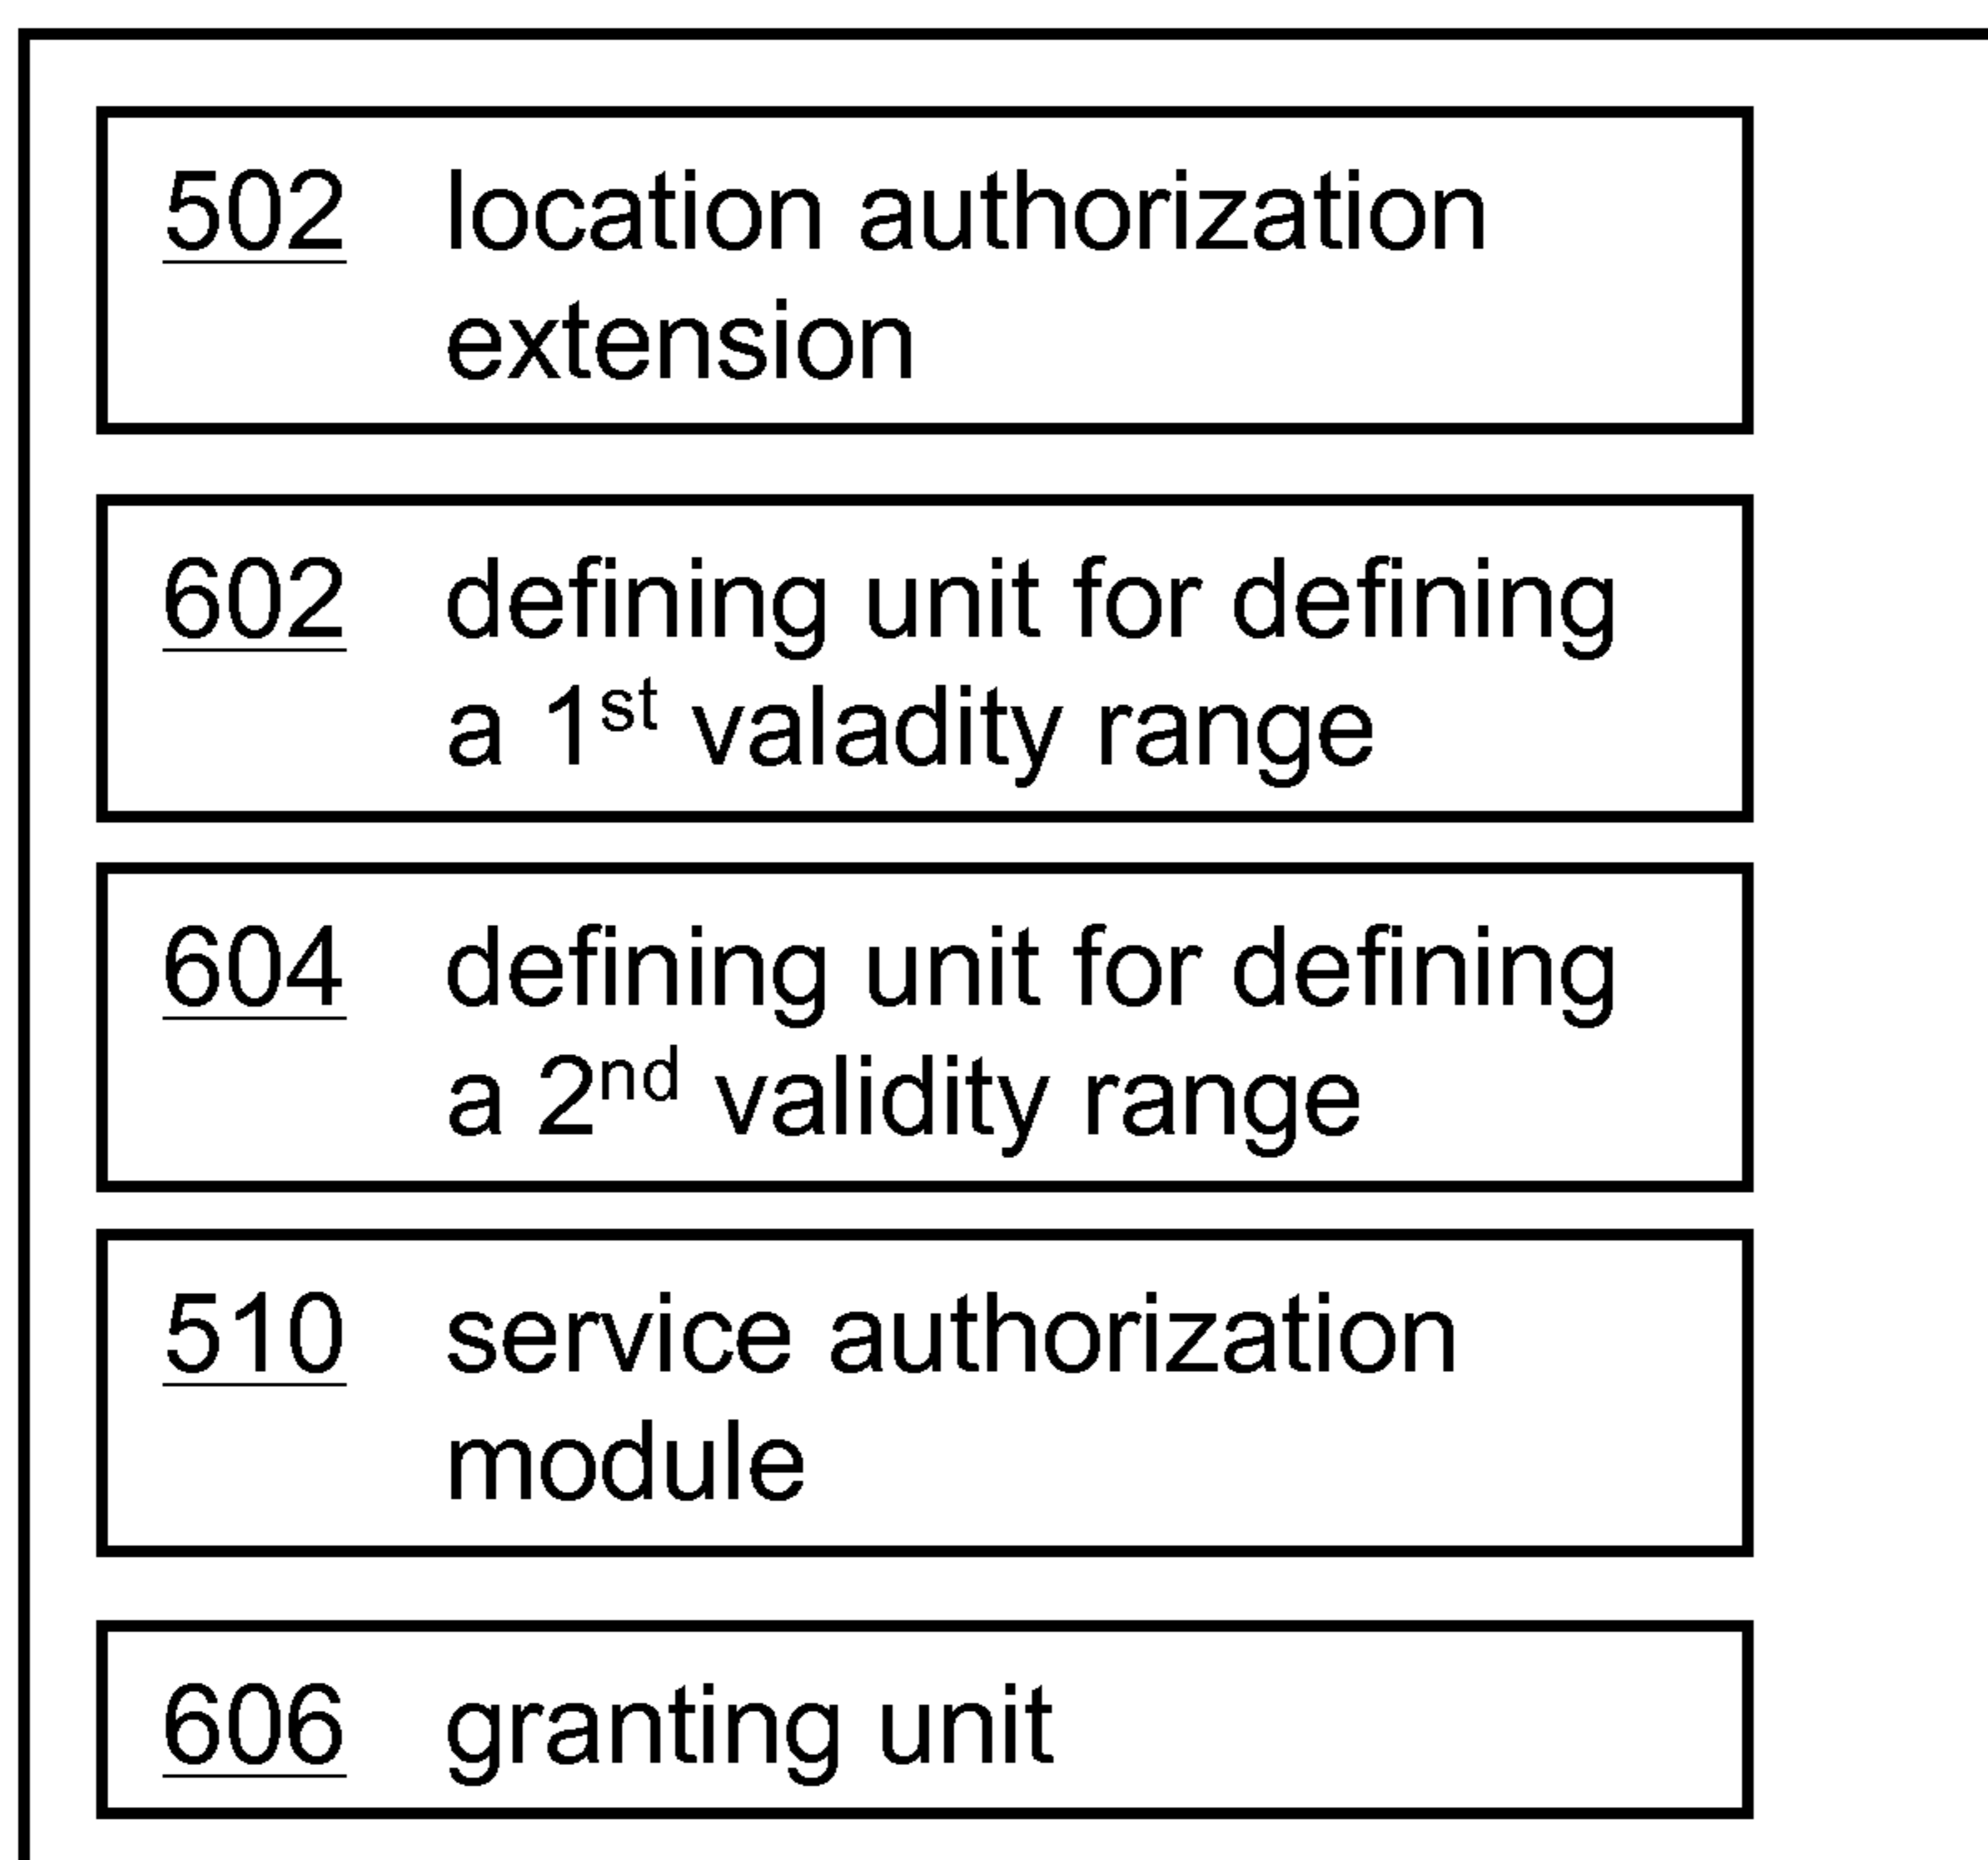 502 location authorization
extension
602 defining unit for defining
a 1st valadity range
604 defining unit for defining
a 2nd validity range
510 service authorization
module
606 granting unit